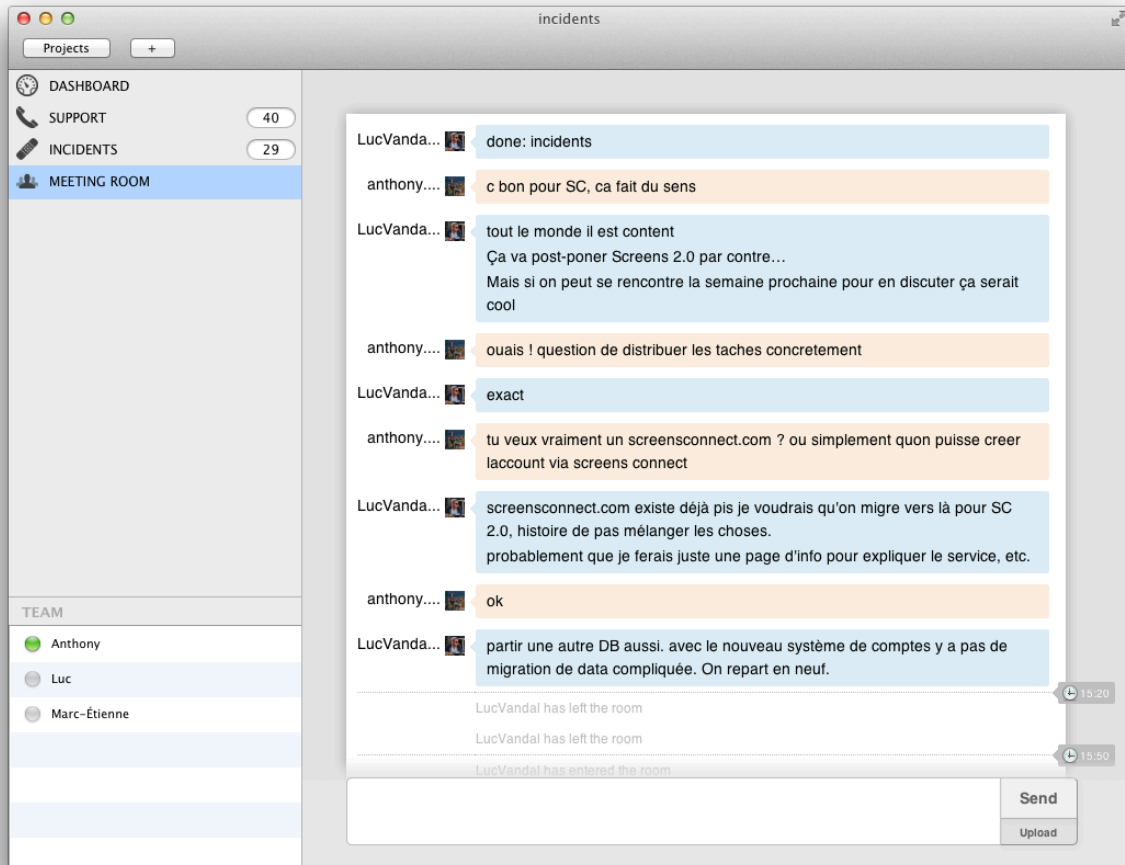 incidents
Projects
+
DASHBOARD
SUPPORT 40
INCIDENTS 29
MEETING ROOM
LucVanda... done: incidents
anthony.... c bon pour SC, ca fait du sens
LucVanda... tout le monde il est content
Ça va post-poner Screens 2.0 par contre…
Mais si on peut se rencontre la semaine prochaine pour en discuter ça serait
cool
anthony.... ouais ! question de distribuer les taches concretement
LucVanda... exact
anthony.... tu veux vraiment un screensconnect.com ? ou simplement quon puisse creer
laccount via screens connect
LucVanda... screensconnect.com existe déjà pis je voudrais qu'on migre vers là pour SC
2.0, histoire de pas mélanger les choses.
probablement que je ferais juste une page d'info pour expliquer le service, etc.
anthony.... ok
LucVanda... partir une autre DB aussi. avec le nouveau système de comptes y a pas de
migration de data compliquée. On repart en neuf.
15:20
LucVandal has left the room
LucVandal has left the room
15:50
LucVandal has entered the room
TEAM
Anthony
Luc
Marc-Étienne
Send
Upload